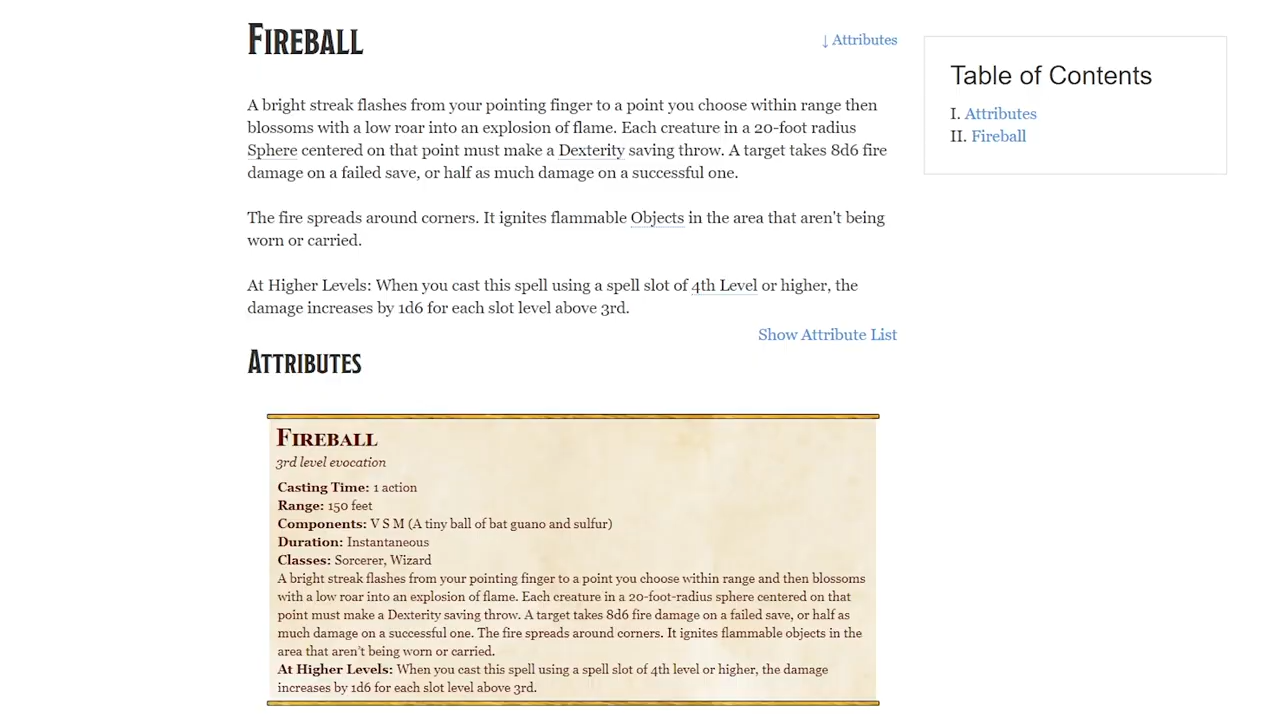 Fireball
↓ Attributes
A bright streak flashes from your pointing finger to a point you choose within range then
blossoms with a low roar into an explosion of flame. Each creature in a 20-foot radius
Sphere centered on that point must make a Dexterity saving throw. A target takes 8d6 fire
damage on a failed save, or half as much damage on a successful one.
The fire spreads around corners. It ignites flammable Objects in the area that aren't being
worn or carried.
At Higher Levels: When you cast this spell using a spell slot of 4th Level or higher, the
damage increases by 1d6 for each slot level above 3rd.
Show Attribute List
Attributes
Fireball
3rd level evocation
Casting Time: 1 action
Range: 150 feet
Components: V S M (A tiny ball of bat guano and sulfur)
Duration: Instantaneous
Classes: Sorcerer, Wizard
A bright streak flashes from your pointing finger to a point you choose within range and then blossoms
with a low roar into an explosion of flame. Each creature in a 20-foot-radius sphere centered on that
point must make a Dexterity saving throw. A target takes 8d6 fire damage on a failed save, or half as
much damage on a successful one. The fire spreads around corners. It ignites flammable objects in the
area that aren't being worn or carried.
At Higher Levels: When you cast this spell using a spell slot of 4th level or higher, the damage
increases by 1d6 for each slot level above 3rd.
Table of Contents
I. Attributes
II. Fireball